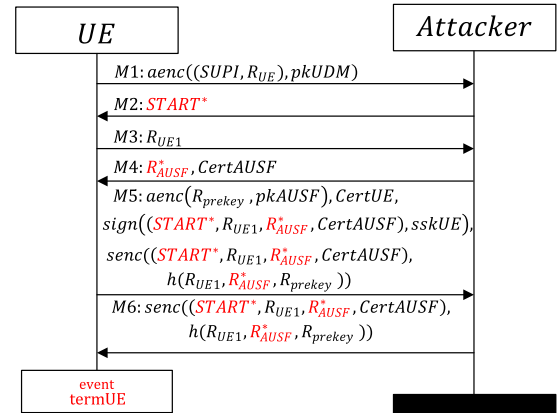 UE
Attacker
M1: aenc((SUPI, R_UE), pkUDM)
M2: START*
M3: R_UE1
M4: R*_AUSF, CertAUSF
M5: aenc(R_prekey, pkAUSF), CertUE,
sign((START*, R_UE1, R*_AUSF, CertAUSF), sskUE),
senc((START*, R_UE1, R*_AUSF, CertAUSF),
h(R_UE1, R*_AUSF, R_prekey))
M6: senc((START*, R_UE1, R*_AUSF, CertAUSF),
h(R_UE1, R*_AUSF, R_prekey))
event
termUE